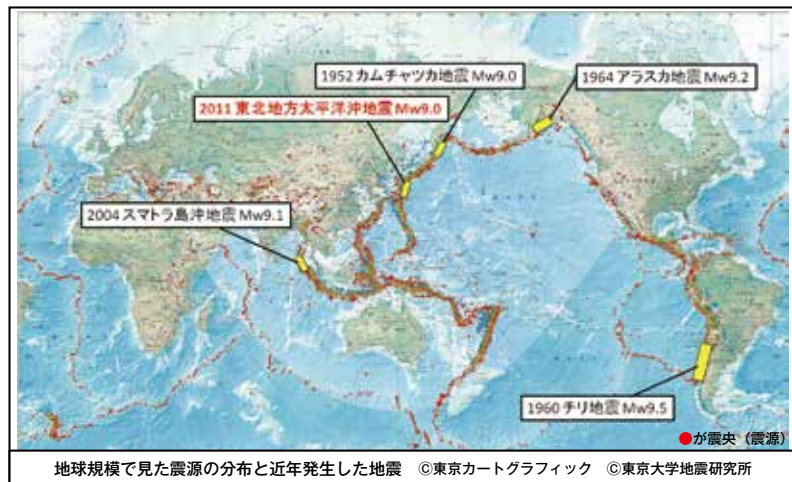 1952 カムチャツカ地震 Mw9.0
1964 アラスカ地震 Mw9.2
2011 東北地方太平洋沖地震 Mw9.0
2004 スマトラ島沖地震 Mw9.1
1960 チリ地震 Mw9.5
●が震央（震源）
地球規模で見た震源の分布と近年発生した地震 ©東京カートグラフィック ©東京大学地震研究所